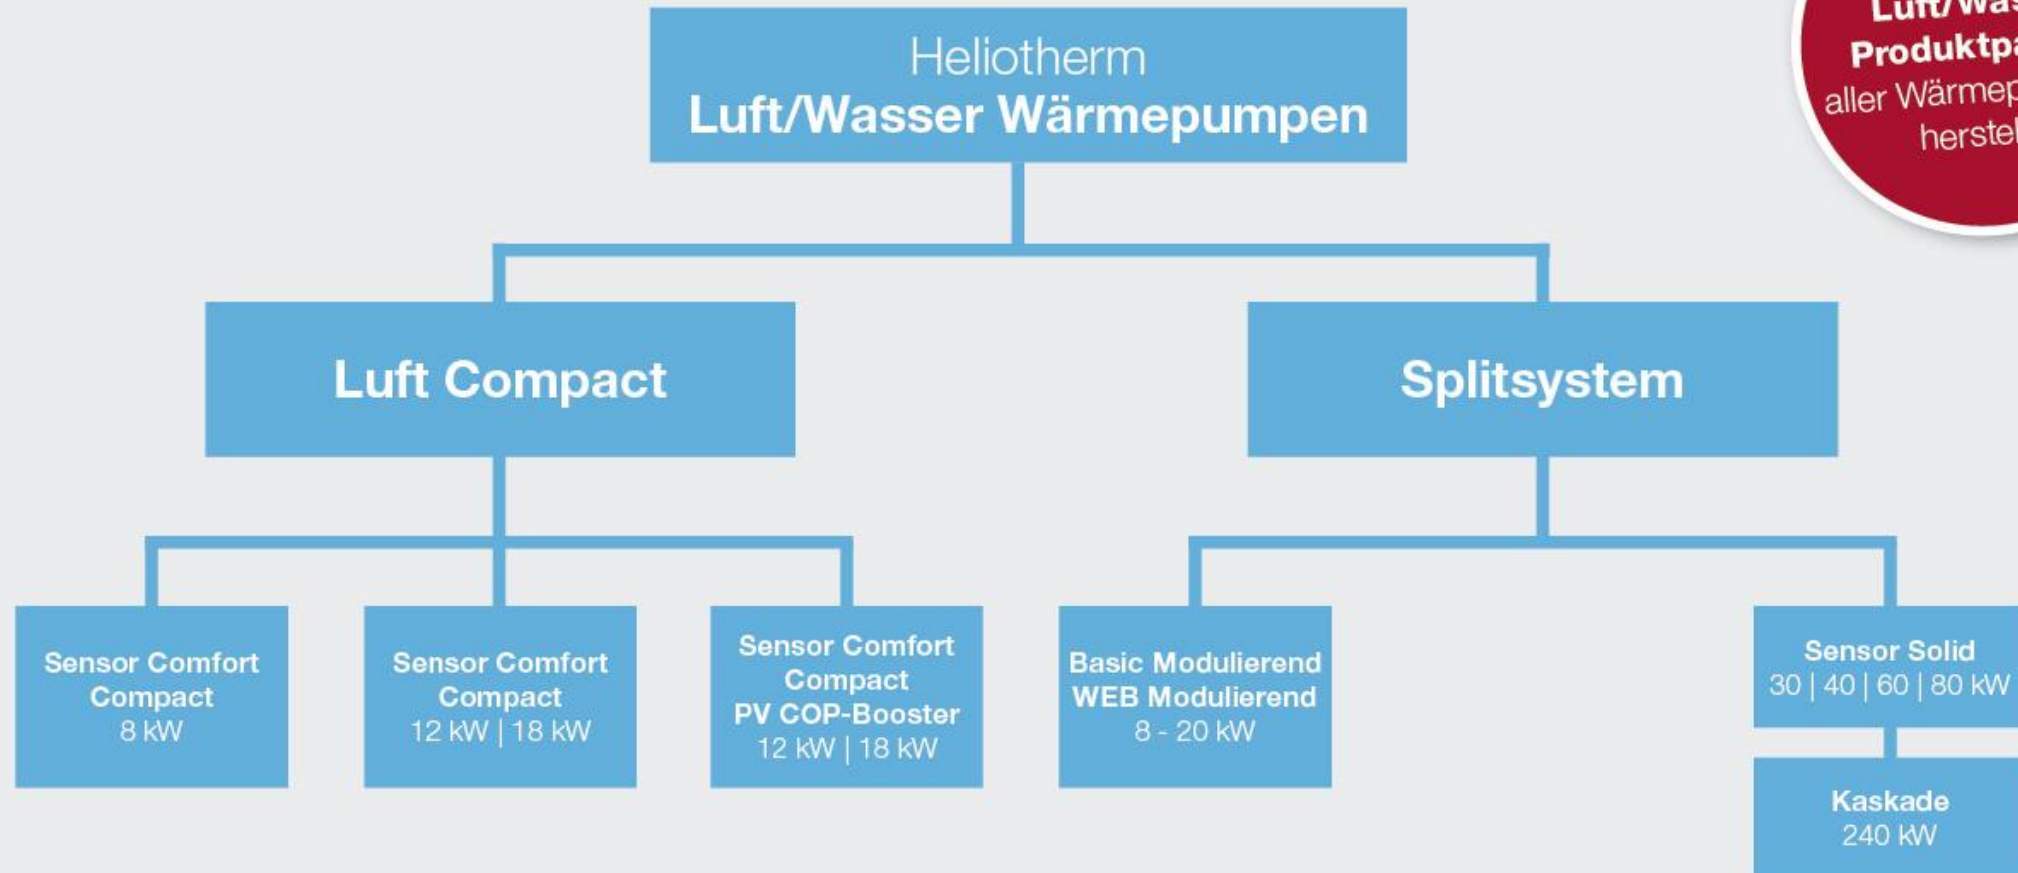 Heliotherm
Luft/Wasser Wärmepumpen
Produktpa
aller Wärmep
herstel
Luft Compact
Splitsystem
Sensor Comfort
Compact
8 kW
Sensor Comfort
Compact
12 kW | 18 kW
Sensor Comfort
Compact
PV COP-Booster
12 kW | 18 kW
Basic Modulierend
WEB Modulierend
8 - 20 kW
Sensor Solid
30 | 40 | 60 | 80 kW
Kaskade
240 kW